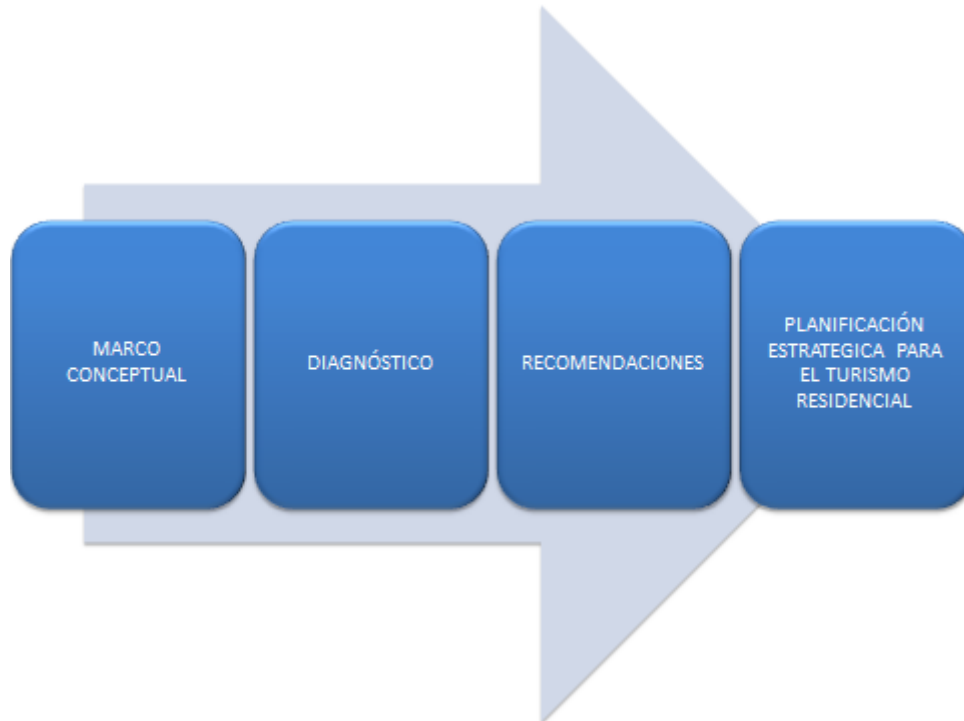 MARCO
CONCEPTUAL
DIAGNÓSTICO
RECOMENDACIONES
PLANIFICACIÓN
ESTRATEGICA PARA
EL TURISMO
RESIDENCIAL